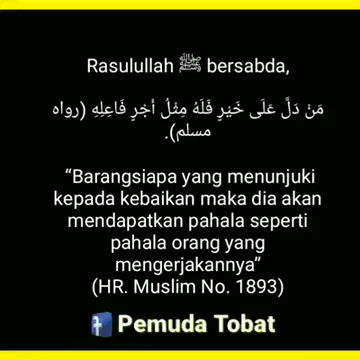 Rasulullah ﷺ bersabda,
مَنْ دَلَّ عَلَى خَيْرٍ فَلَهُ مِثْلُ أَجْرِ فَاعِلِهِ (رواه
مسلم).
“Barangsiapa yang menunjuki
kepada kebaikan maka dia akan
mendapatkan pahala seperti
pahala orang yang
mengerjakannya”
(HR. Muslim No. 1893)
f Pemuda Tobat